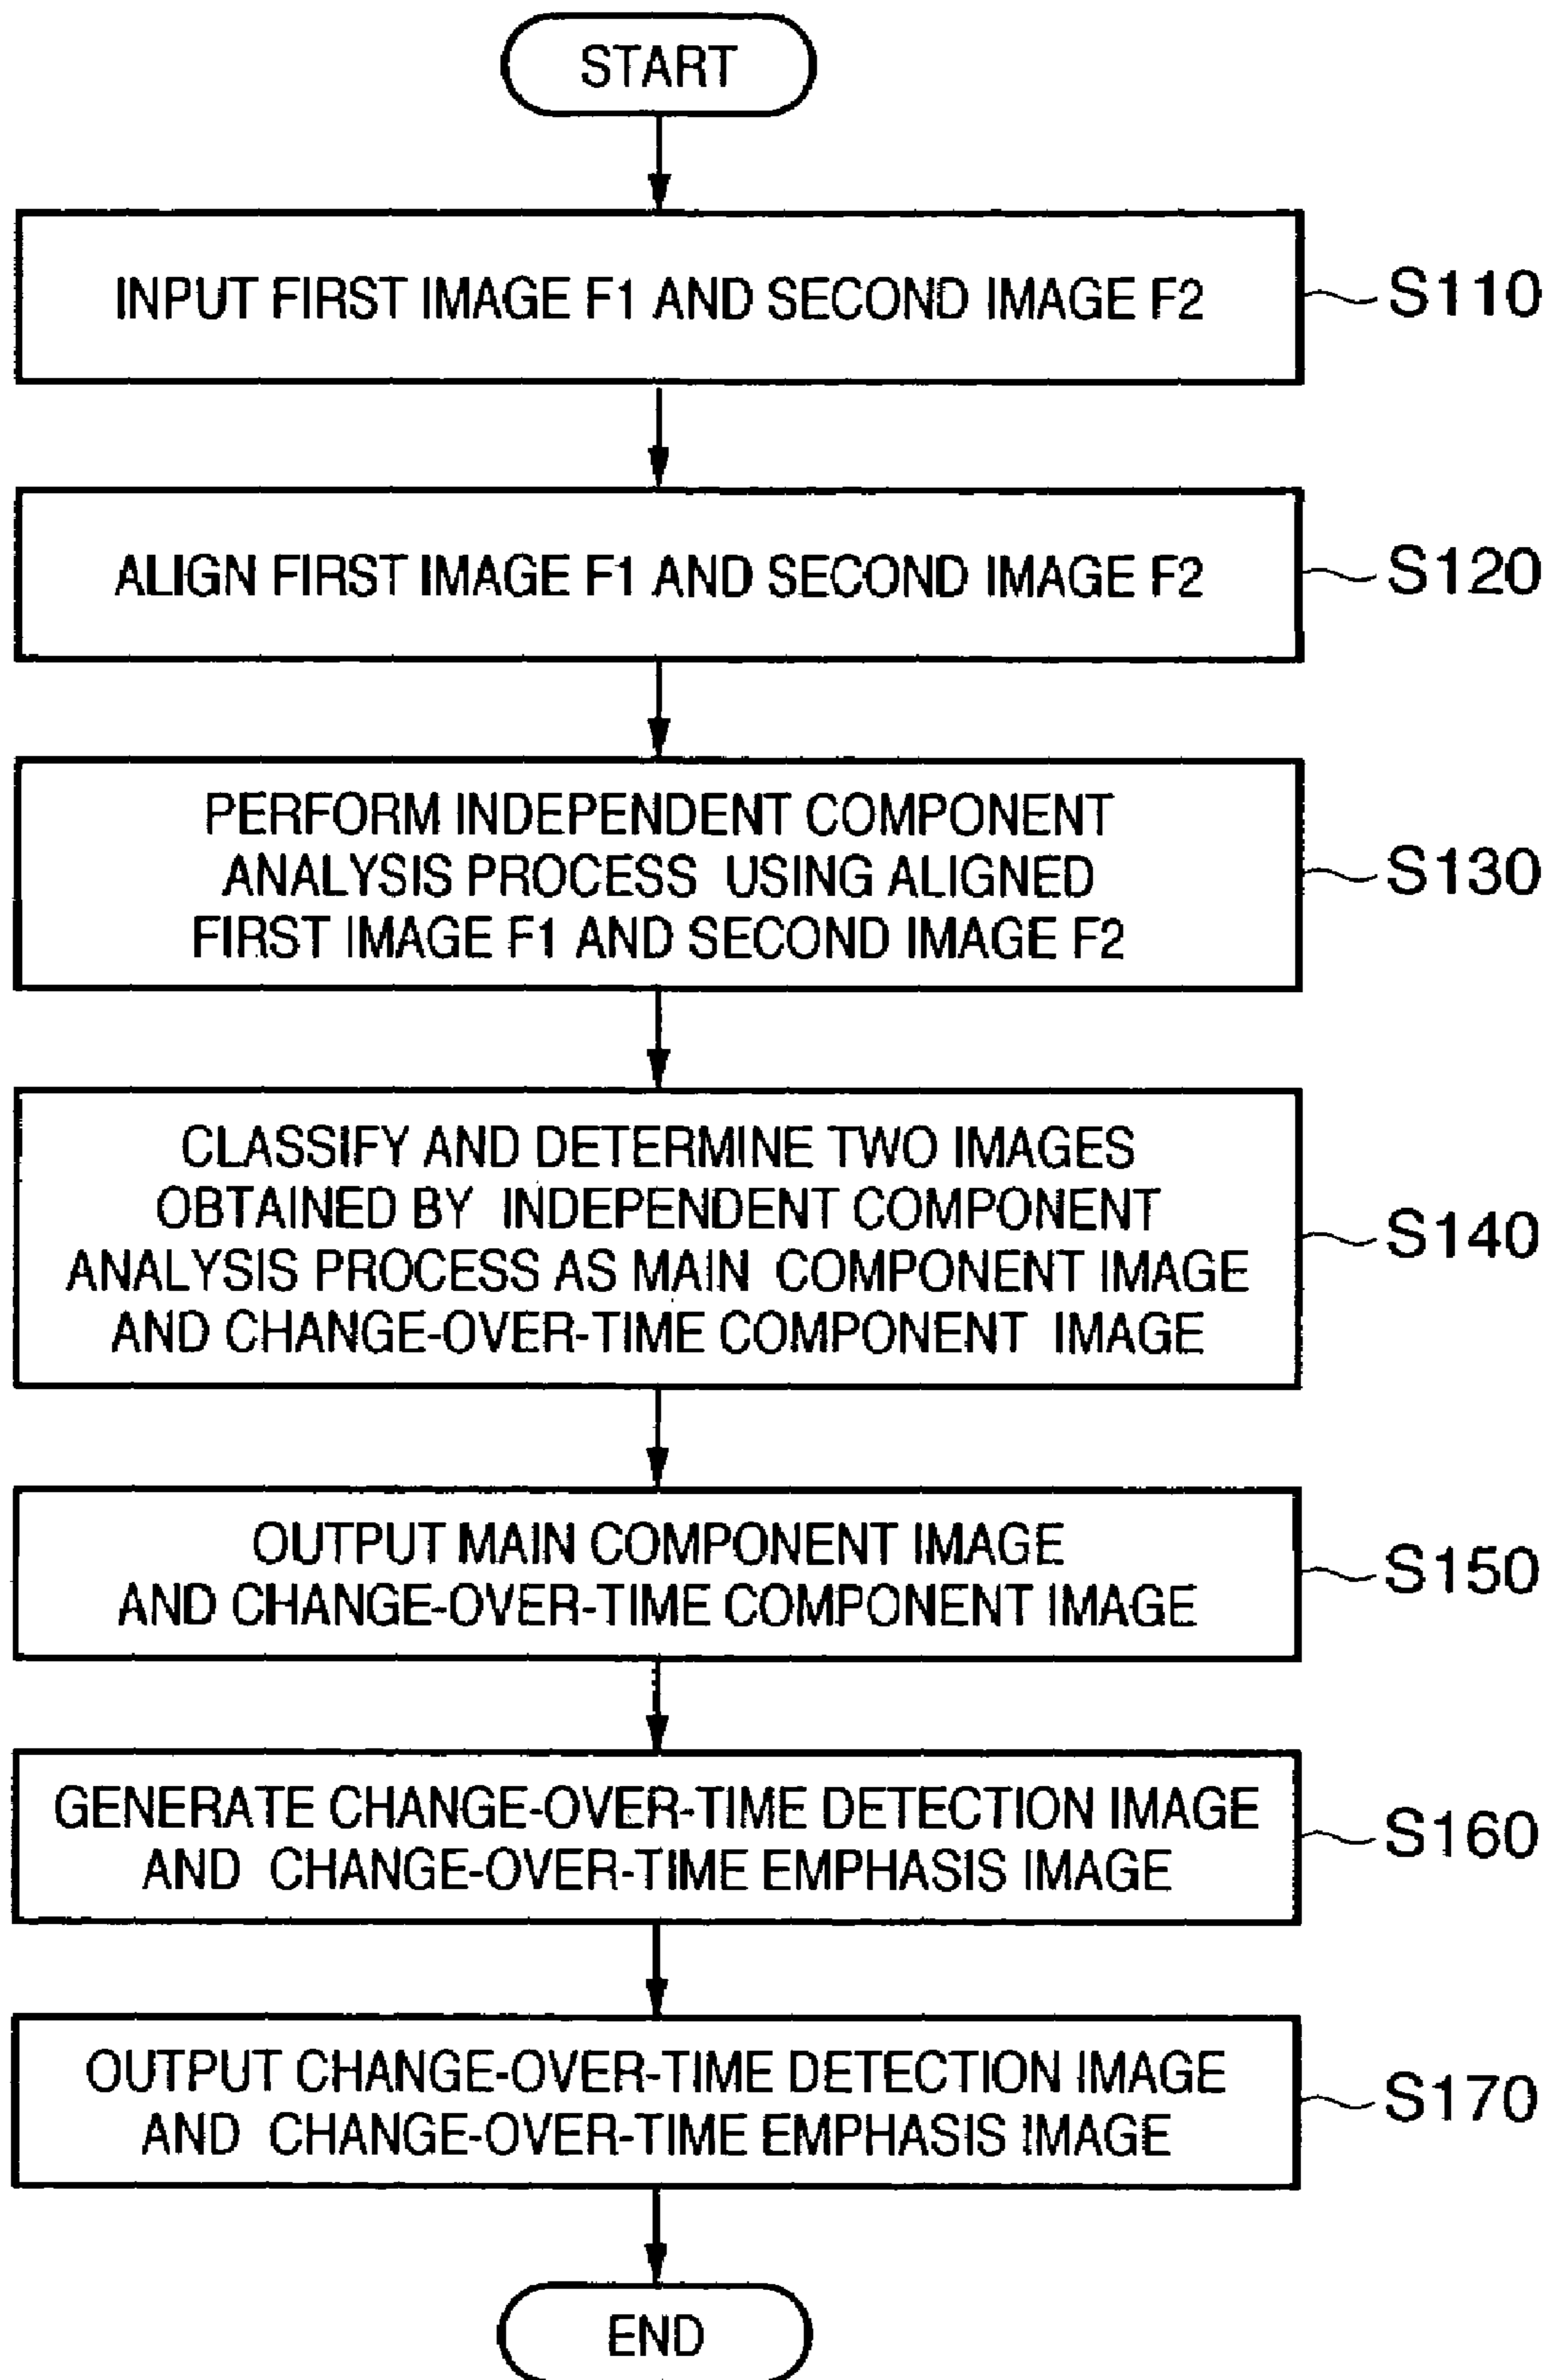 START
INPUT FIRST IMAGE F1 AND SECOND IMAGE F2
S110
ALIGN FIRST IMAGE F1 AND SECOND IMAGE F2
S120
PERFORM INDEPENDENT COMPONENT
ANALYSIS PROCESS USING ALIGNED
FIRST IMAGE F1 AND SECOND IMAGE F2
S130
CLASSIFY AND DETERMINE TWO IMAGES
OBTAINED BY INDEPENDENT COMPONENT
ANALYSIS PROCESS AS MAIN COMPONENT IMAGE
AND CHANGE-OVER-TIME COMPONENT IMAGE
S140
OUTPUT MAIN COMPONENT IMAGE
AND CHANGE-OVER-TIME COMPONENT IMAGE
S150
GENERATE CHANGE-OVER-TIME DETECTION IMAGE
AND CHANGE-OVER-TIME EMPHASIS IMAGE
S160
OUTPUT CHANGE-OVER-TIME DETECTION IMAGE
AND CHANGE-OVER-TIME EMPHASIS IMAGE
S170
END